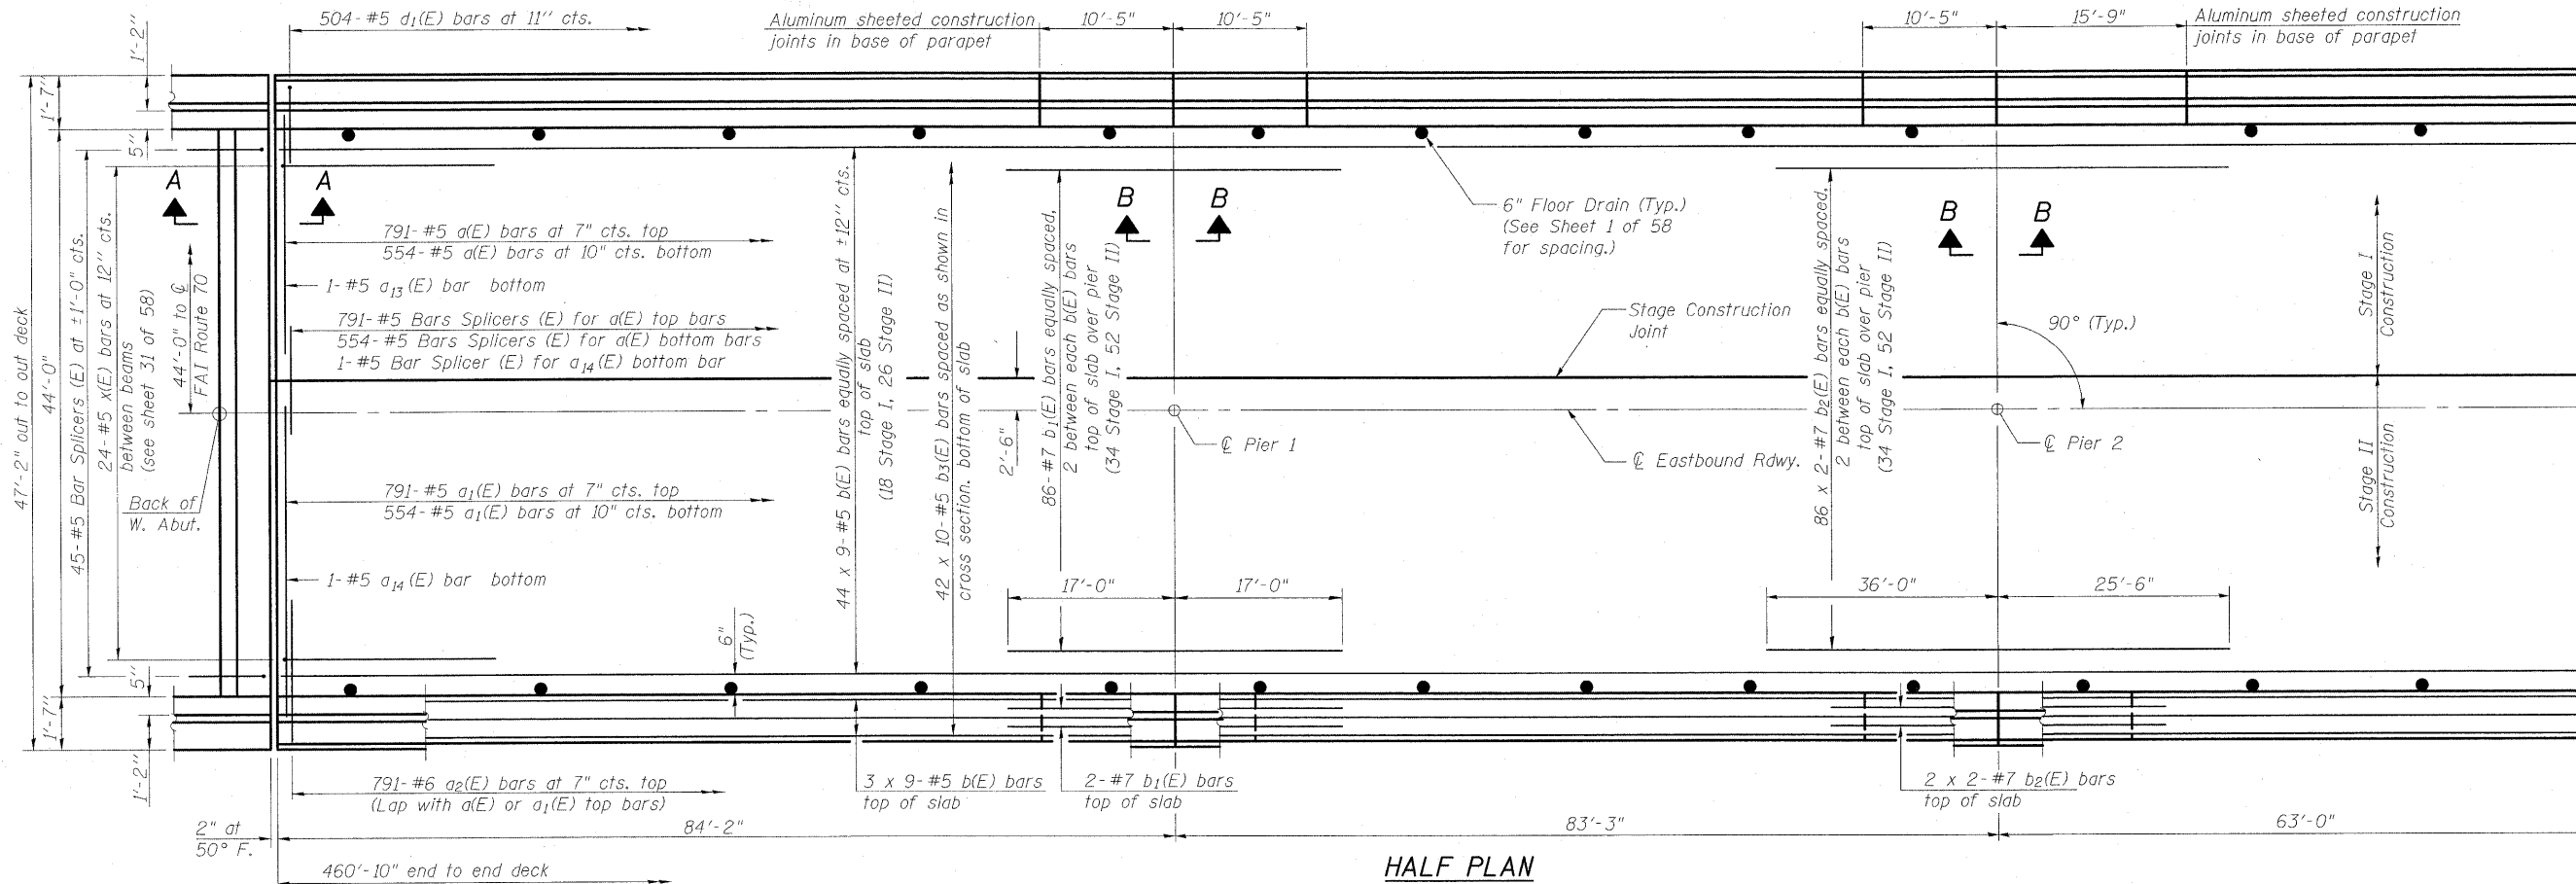 504-#5 d1(E) bars at 11" cts.
Aluminum sheeted construction
joints in base of parapet
10'-5"
10'-5"
10'-5"
15'-9"
Aluminum sheeted construction
joints in base of parapet
1'-2"
1'-7"
5"
47'-2" out to out deck
44'-0"
45-#5 Bar Splicers (E) at ±1'-0" cts.
24-#5 x(E) bars at 12" cts.
between beams
(see sheet 31 of 58)
A
A
44'-0" to ℄
FAI Route 70
Back of
W. Abut.
791-#5 a(E) bars at 7" cts. top
554-#5 a(E) bars at 10" cts. bottom
1-#5 a13(E) bar bottom
791-#5 Bars Splicers (E) for a(E) top bars
554-#5 Bars Splicers (E) for a(E) bottom bars
1-#5 Bar Splicer (E) for a14(E) bottom bar
791-#5 a1(E) bars at 7" cts. top
554-#5 a1(E) bars at 10" cts. bottom
1-#5 a14(E) bar bottom
6"
(Typ.)
44 x 9-#5 b(E) bars equally spaced at ±12" cts.
top of slab
(18 Stage I, 26 Stage II)
42 x 10-#5 b3(E) bars spaced as shown in
cross section. bottom of slab
2'-6"
86-#7 b1(E) bars equally spaced,
2 between each b(E) bars
top of slab over pier
(34 Stage I, 52 Stage II)
B
B
℄ Pier 1
17'-0"
17'-0"
6" Floor Drain (Typ.)
(See Sheet 1 of 58
for spacing.)
Stage Construction
Joint
℄ Eastbound Rdwy.
86 x 2-#7 b2(E) bars equally spaced,
2 between each b(E) bars
top of slab over pier
(34 Stage I, 52 Stage II)
B
B
90° (Typ.)
℄ Pier 2
Stage I
Construction
Stage II
Construction
36'-0"
25'-6"
5"
1'-7"
1'-2"
791-#6 a2(E) bars at 7" cts. top
(Lap with a(E) or a1(E) top bars)
3 x 9-#5 b(E) bars
top of slab
2-#7 b1(E) bars
top of slab
2 x 2-#7 b2(E) bars
top of slab
2" at
50° F.
84'-2"
83'-3"
63'-0"
460'-10" end to end deck
HALF PLAN